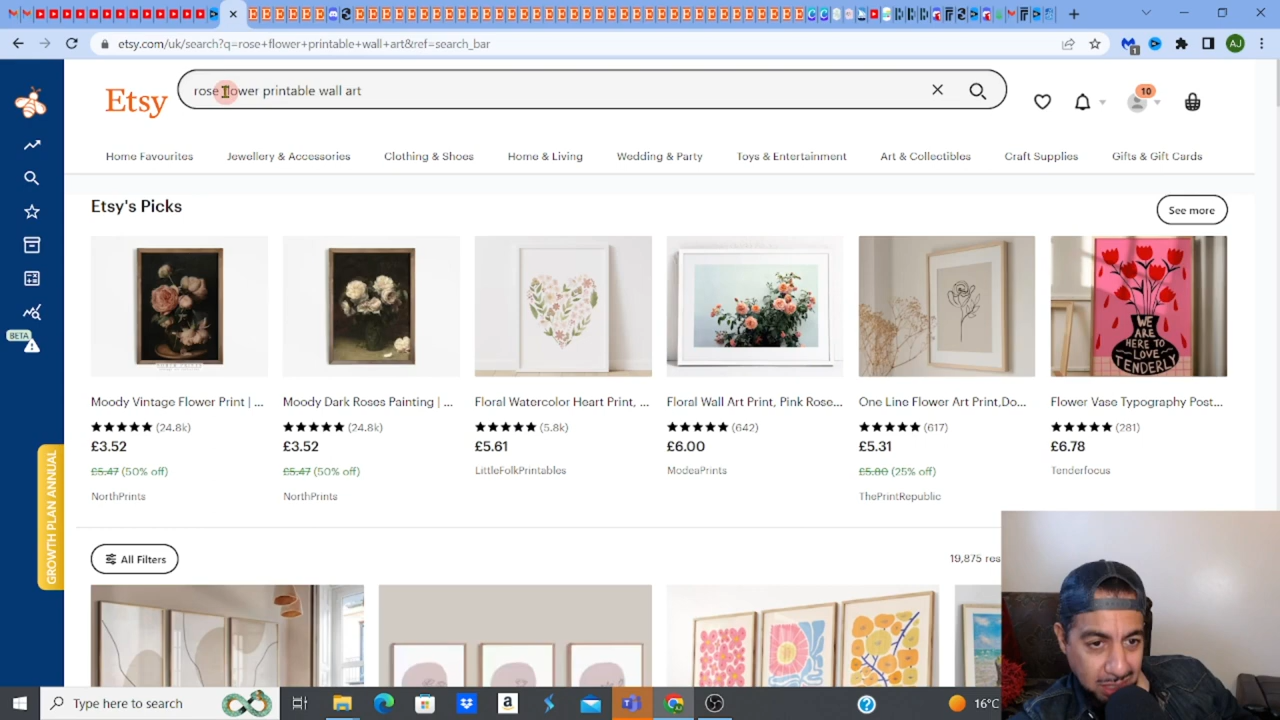 etsy.com/uk/search?q=rose+flower+printable+wall+art&ref=search_bar
1
AJ
Etsy
rose flower printable wall art
10
Home Favourites
Jewellery & Accessories
Clothing & Shoes
Home & Living
Wedding & Party
Toys & Entertainment
Art & Collectibles
Craft Supplies
Gifts & Gift Cards
Etsy's Picks
See more
BETA
GROWTH PLAN ANNUAL
WE
ARE
HERE TO
LOVE
TENDERLY
Moody Vintage Flower Print | ...
Moody Dark Roses Painting | ...
Floral Watercolor Heart Print, ...
Floral Wall Art Print, Pink Rose...
One Line Flower Art Print,Do...
Flower Vase Typography Post...
(24.8k)
(24.8k)
(5.8k)
(642)
(617)
(281)
£3.52
£3.52
£5.61
£6.00
£5.31
£6.78
£5.47 (50% off)
£5.47 (50% off)
LittleFolkPrintables
ModeaPrints
£5.80 (25% off)
Tenderfocus
NorthPrints
NorthPrints
ThePrintRepublic
All Filters
19,875 res
Type here to search
16°C